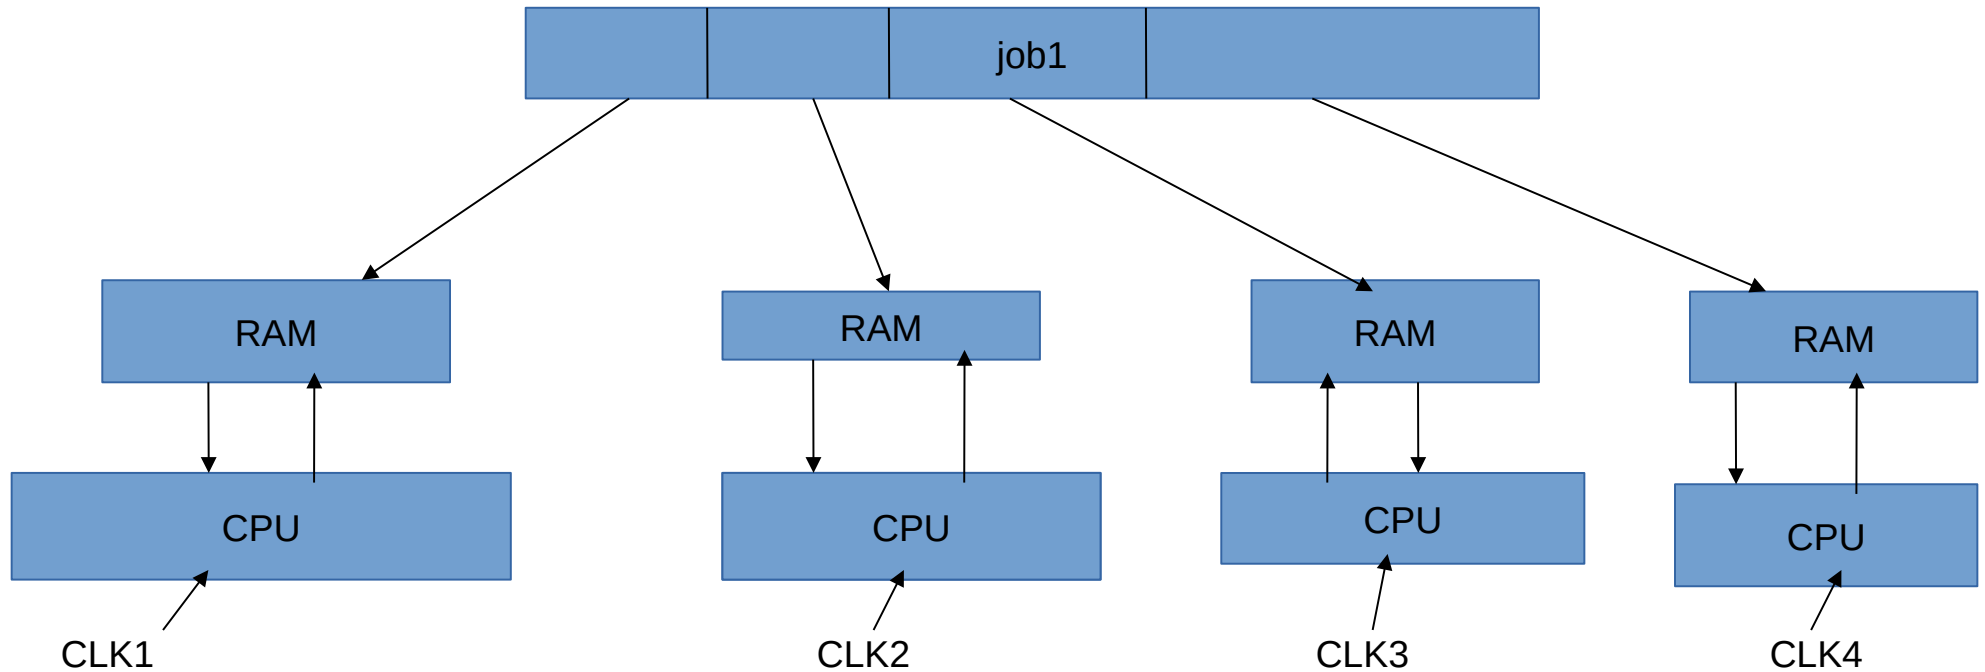 job1
RAM
RAM
RAM
RAM
CPU
CPU
CPU
CPU
CLK1
CLK2
CLK3
CLK4